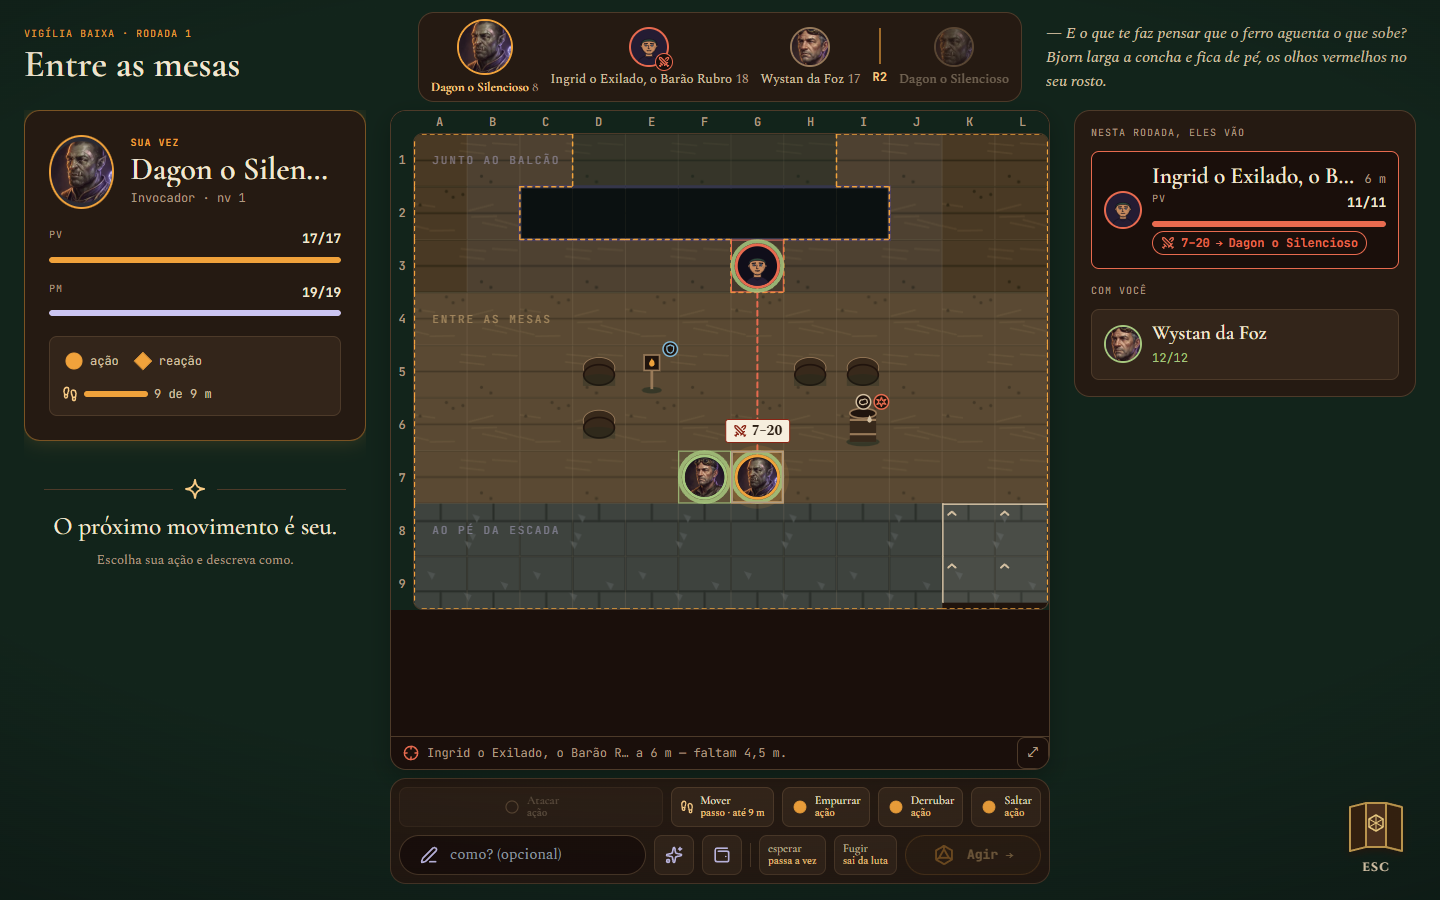 VIGÍLIA BAIXA · RODADA 1
Entre as mesas
Dagon o Silencioso 8
Ingrid o Exilado, o Barão Rubro 18
Wystan da Foz 17
R2
Dagon o Silencioso
— E o que te faz pensar que o ferro aguenta o que sobe?
Bjorn larga a concha e fica de pé, os olhos vermelhos no
seu rosto.
SUA VEZ
Dagon o Silen...
Invocador · nv 1
PV
17/17
PM
19/19
ação
reação
9 de 9 m
O próximo movimento é seu.
Escolha sua ação e descreva como.
A B C D E F G H I J K L
1
JUNTO AO BALCÃO
2
3
4
ENTRE AS MESAS
5
6
7-20
7
8
AO PÉ DA ESCADA
9
Ingrid o Exilado, o Barão R… a 6 m — faltam 4,5 m.
NESTA RODADA, ELES VÃO
Ingrid o Exilado, o B... 6 m
PV
11/11
7-20 → Dagon o Silencioso
COM VOCÊ
Wystan da Foz
12/12
Atacar
ação
Mover
passo · até 9 m
Empurrar
ação
Derrubar
ação
Saltar
ação
como? (opcional)
esperar
passa a vez
Fugir
sai da luta
Agir →
ESC